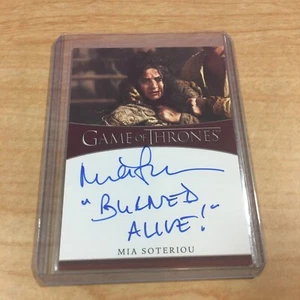 GAME OF THRONES
"BURNED
ALIVE!"
MIA SOTERIOU